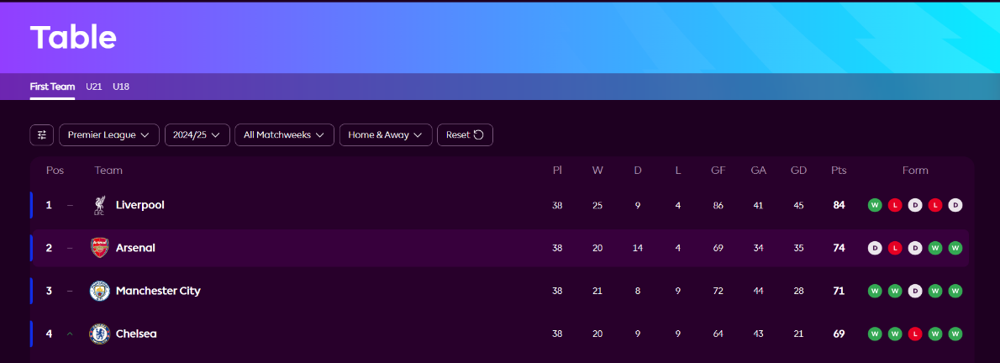 Table
First Team U21 U18
Premier League 2024/25 All Matchweeks Home & Away Reset
Pos Team Pl W D L GF GA GD Pts Form
1 – Liverpool 38 25 9 4 86 41 45 84 W L D L D
LFC
2 – Arsenal 38 20 14 4 69 34 35 74 D L D W W
3 – Manchester City 38 21 8 9 72 44 28 71 W W D W W
4 Chelsea 38 20 9 9 64 43 21 69 W W L W W